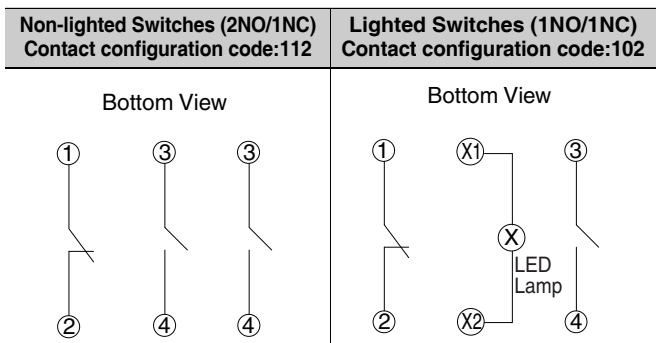 Non-lighted Switches (2NO/1NC)
Contact configuration code:112
Lighted Switches (1NO/1NC)
Contact configuration code:102
Bottom View
1 3 3
2 4 4
Bottom View
1 X1 3
X
LED
Lamp
2 X2 4